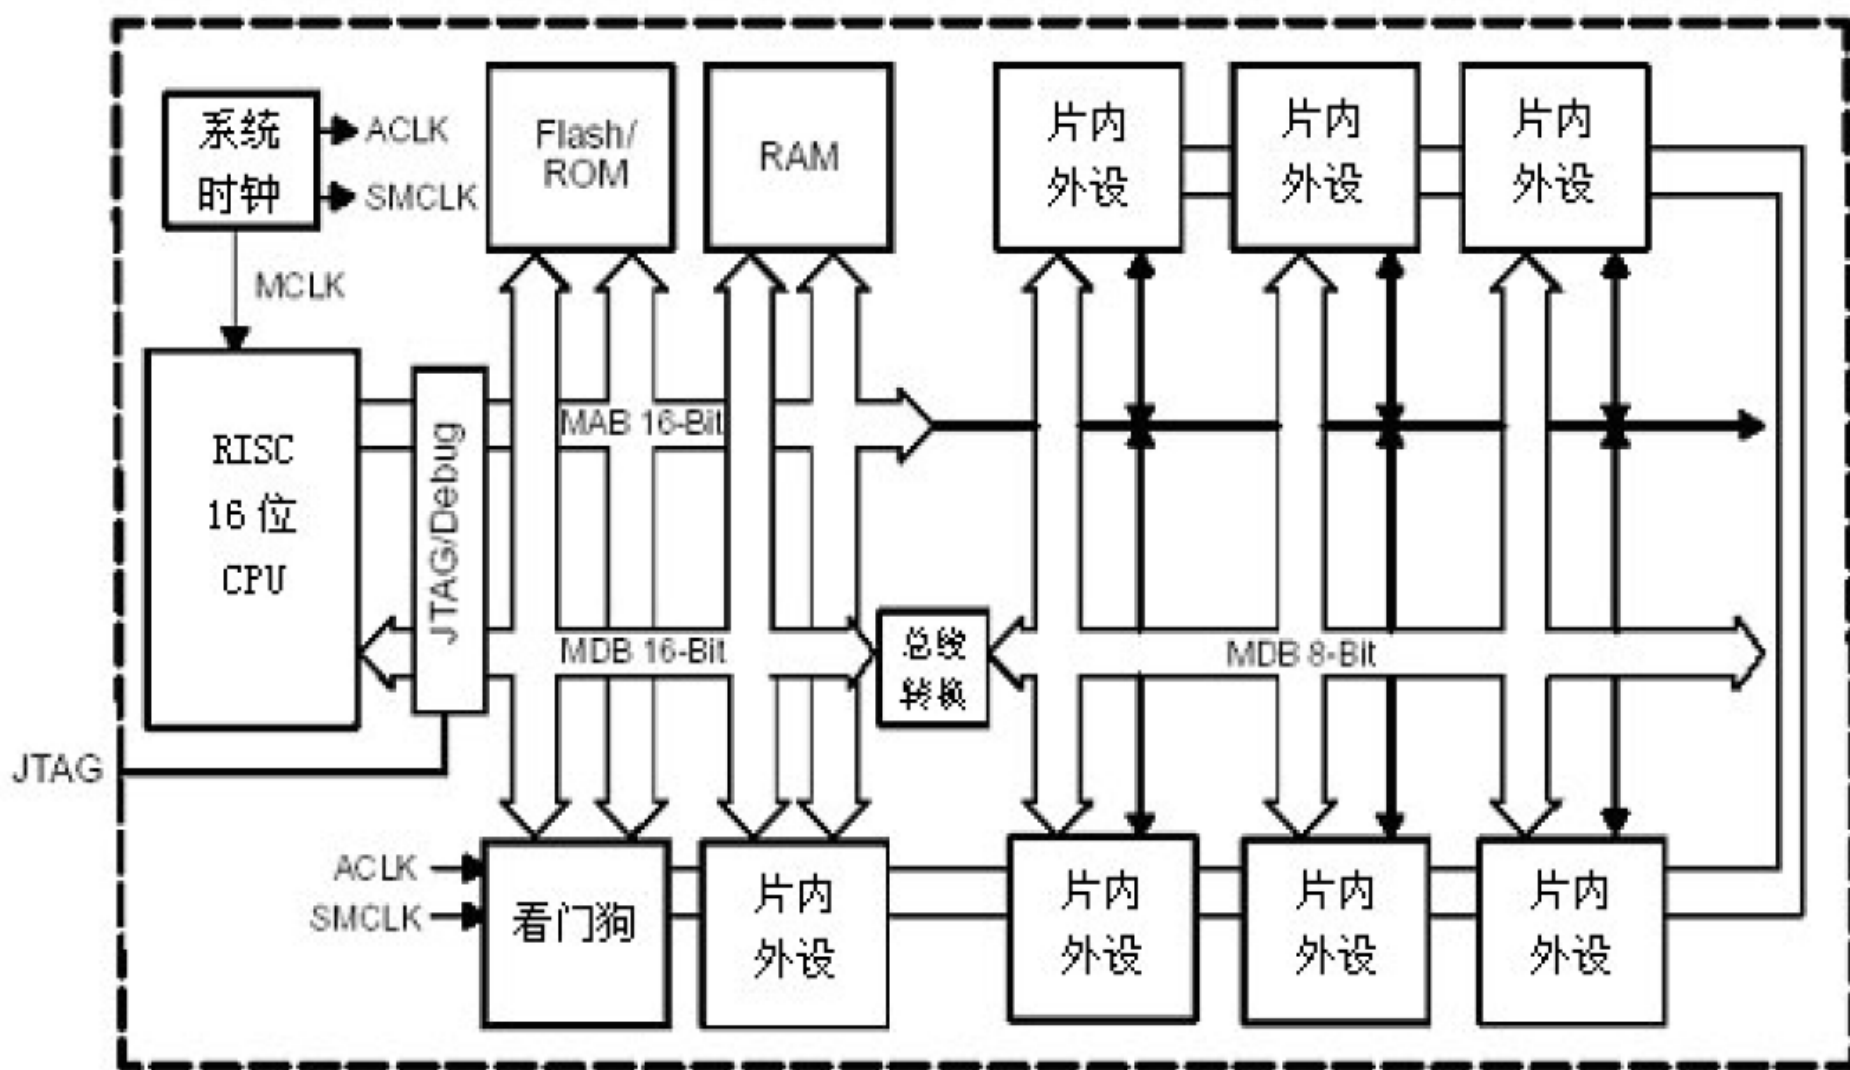 系统
时钟
ACLK
SMCLK
MCLK
Flash/
ROM
RAM
片内
外设
片内
外设
片内
外设
RISC
16 位
CPU
JTAG/Debug
MAB 16-Bit
MDB 16-Bit
总线
转换
MDB 8-Bit
JTAG
ACLK
SMCLK
看门狗
片内
外设
片内
外设
片内
外设
片内
外设